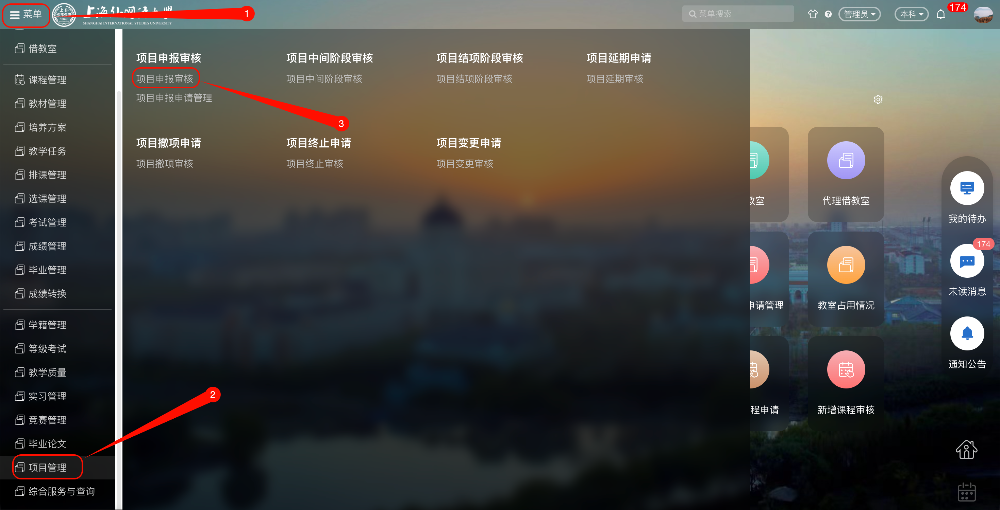 菜单
上外
SISU
1949
上海外国语大学
SHANGHAI INTERNATIONAL STUDIES UNIVERSITY
1
菜单搜索
管理员
本科
174
借教室
课程管理
教材管理
培养方案
教学任务
排课管理
选课管理
考试管理
成绩管理
毕业管理
成绩转换
学籍管理
等级考试
教学质量
实习管理
竞赛管理
毕业论文
项目管理
综合服务与查询
2
项目申报审核
项目申报审核
项目申报申请管理
3
项目中间阶段审核
项目中间阶段审核
项目结项阶段审核
项目结项阶段审核
项目延期申请
项目延期审核
项目撤项申请
项目撤项审核
项目终止申请
项目终止审核
项目变更申请
项目变更审核
教室
代理借教室
申请管理
教室占用情况
程申请
新增课程审核
我的待办
174
未读消息
通知公告